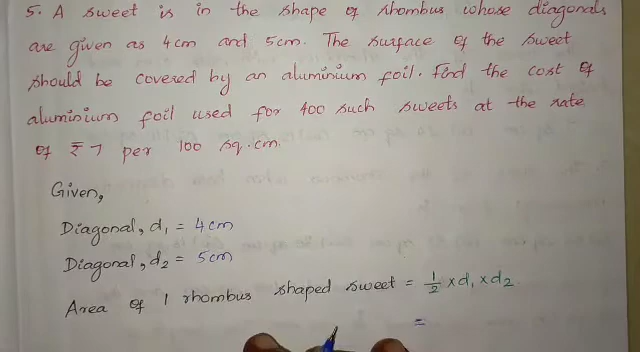 5. A sweet is in the shape of rhombus whose diagonals
are given as 4cm and 5cm. The surface of the sweet
should be covered by an aluminium foil. Find the cost of
aluminium foil used for 400 such sweets at the rate
of ₹ 7 per 100 sq.cm.
Given,
Diagonal, d₁ = 4cm
Diagonal, d₂ = 5cm
Area of 1 rhombus shaped sweet = 1/2 × d₁ × d₂
=